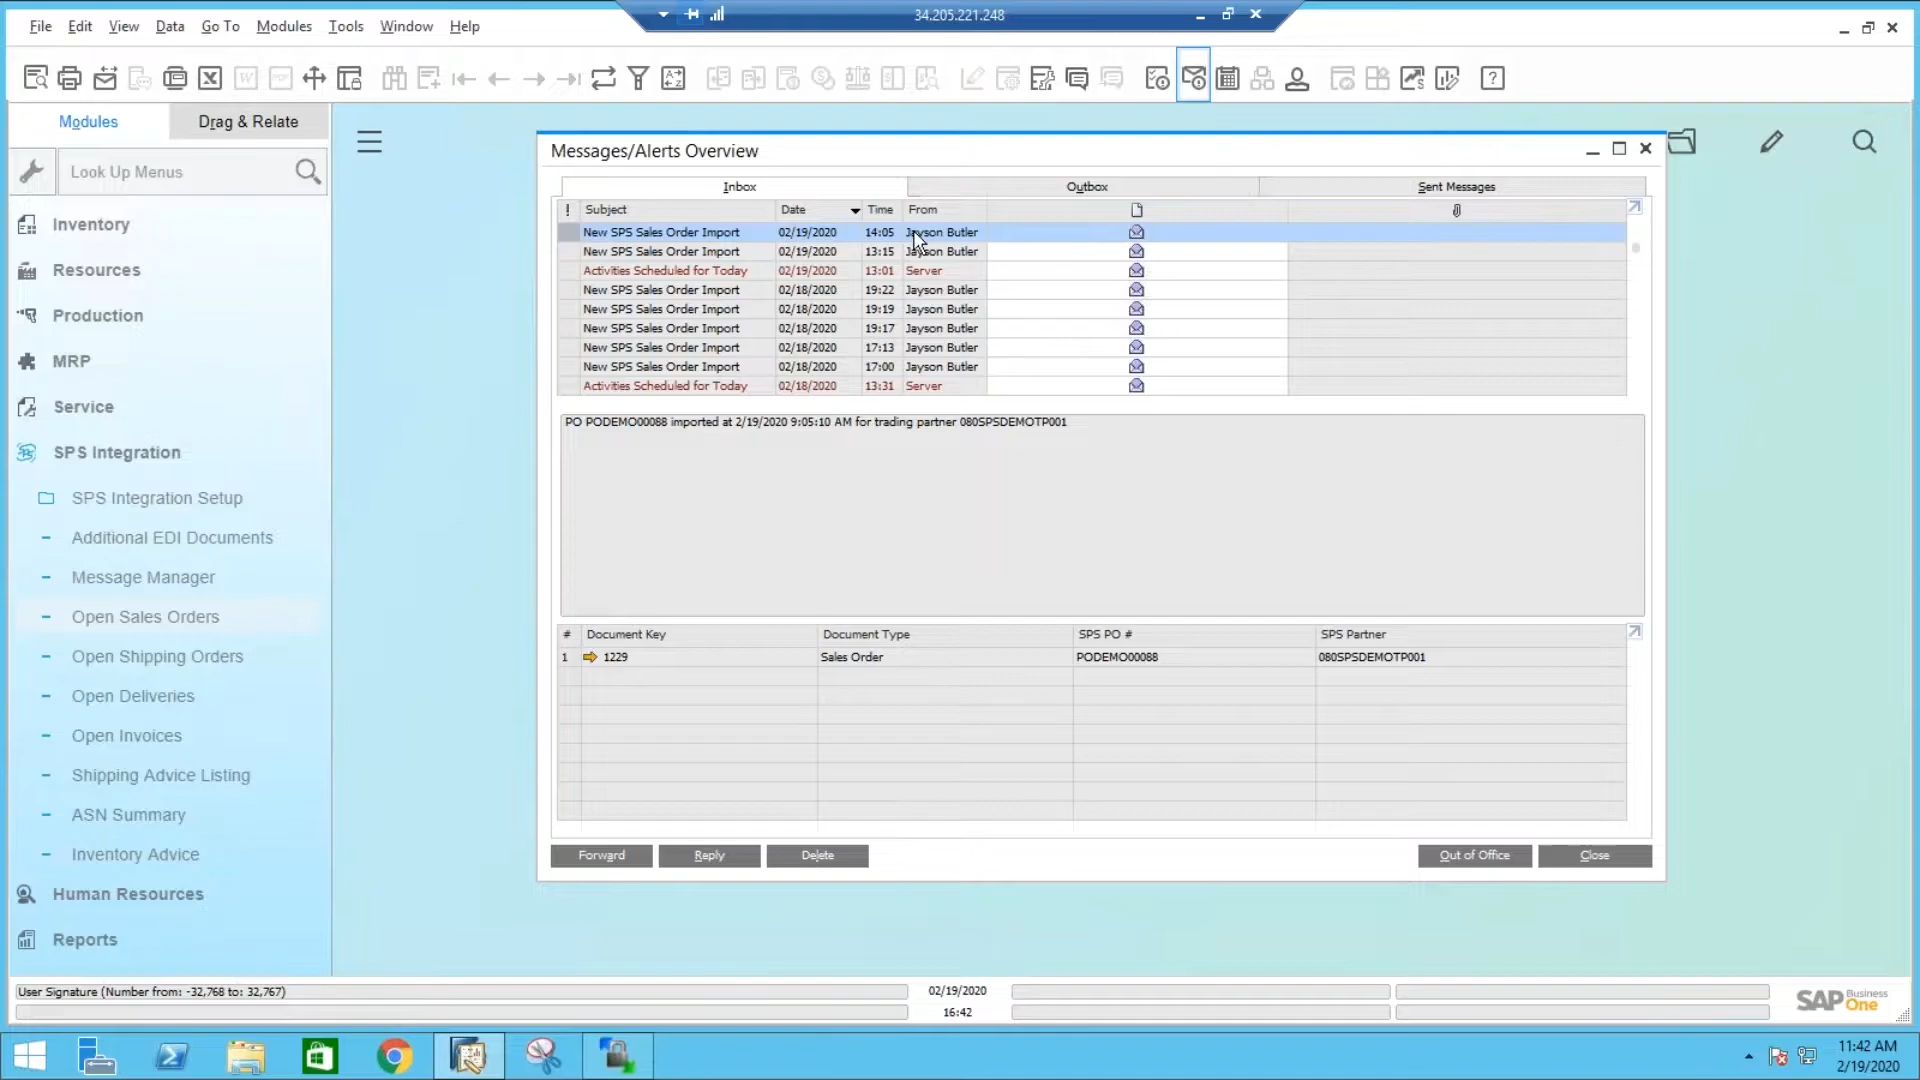 34.205.221.248
File Edit View Data Go To Modules Tools Window Help
Modules Drag & Relate
Look Up Menus
Inventory
Resources
Production
MRP
Service
SPS Integration
SPS Integration Setup
Additional EDI Documents
Message Manager
Open Sales Orders
Open Shipping Orders
Open Deliveries
Open Invoices
Shipping Advice Listing
ASN Summary
Inventory Advice
Human Resources
Reports
Messages/Alerts Overview
Inbox Outbox Sent Messages
! Subject Date Time From
New SPS Sales Order Import 02/19/2020 14:05 Jayson Butler
New SPS Sales Order Import 02/19/2020 13:15 Jayson Butler
Activities Scheduled for Today 02/19/2020 13:01 Server
New SPS Sales Order Import 02/18/2020 19:22 Jayson Butler
New SPS Sales Order Import 02/18/2020 19:19 Jayson Butler
New SPS Sales Order Import 02/18/2020 19:17 Jayson Butler
New SPS Sales Order Import 02/18/2020 17:13 Jayson Butler
New SPS Sales Order Import 02/18/2020 17:00 Jayson Butler
Activities Scheduled for Today 02/18/2020 13:31 Server
PO PODEMO00088 imported at 2/19/2020 9:05:10 AM for trading partner 080SPSDEMOTP001
# Document Key Document Type SPS PO # SPS Partner
1 1229 Sales Order PODEMO00088 080SPSDEMOTP001
Forward Reply Delete Out of Office Close
User Signature (Number from: -32,768 to: 32,767) 02/19/2020
16:42
SAP Business One
11:42 AM
2/19/2020